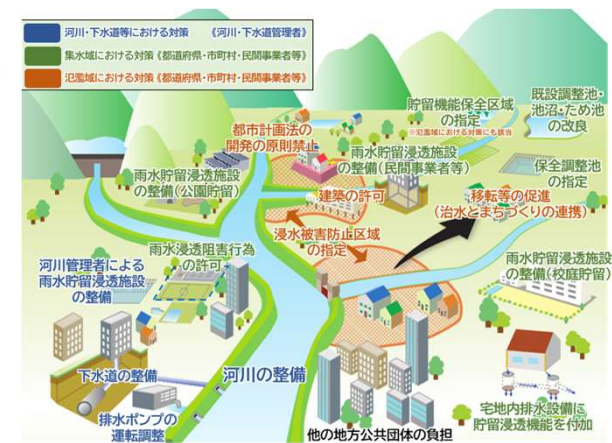 河川・下水道等における対策 《河川・下水道管理者》
集水域における対策《都道府県・市町村・民間事業者等》
氾濫域における対策《都道府県・市町村・民間事業者等》
貯留機能保全区域
の指定
※氾濫域における対策にも該当
既設調整池・
池沼・ため池
の改良
都市計画法の
開発の原則禁止
雨水貯留浸透施設
の整備(民間事業者等)
雨水貯留浸透施設
の整備(公園貯留)
保全調整池
の指定
建築の許可
移転等の促進
(治水とまちづくりの連携)
浸水被害防止区域
の指定
雨水浸透阻害行為
の許可
河川管理者による
雨水貯留浸透施設
の整備
雨水貯留浸透施設
の整備(校庭貯留)
下水道の整備
河川の整備
排水ポンプの
運転調整
他の地方公共団体の負担
宅地内排水設備に
貯留浸透機能を付加